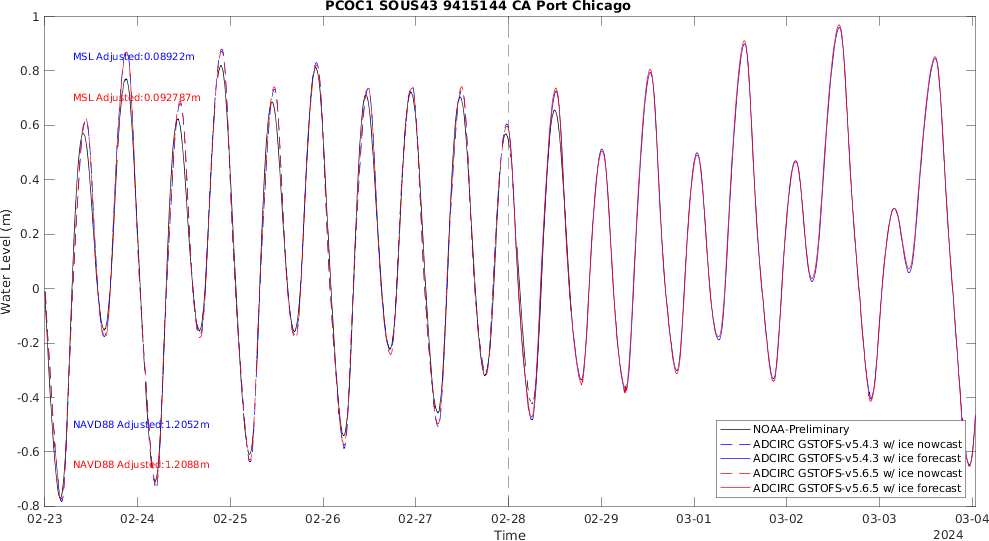 PCOC1 SOUS43 9415144 CA Port Chicago
1
0.8
0.6
0.4
0.2
0
-0.2
-0.4
-0.6
-0.8
Water Level (m)
MSL Adjusted:0.08922m
MSL Adjusted:0.092787m
NAVD88 Adjusted:1.2052m
NAVD88 Adjusted:1.2088m
NOAA-Preliminary
ADCIRC GSTOFS-v5.4.3 w/ ice nowcast
ADCIRC GSTOFS-v5.4.3 w/ ice forecast
ADCIRC GSTOFS-v5.6.5 w/ ice nowcast
ADCIRC GSTOFS-v5.6.5 w/ ice forecast
02-23 02-24 02-25 02-26 02-27 02-28 02-29 03-01 03-02 03-03 03-04
Time
2024